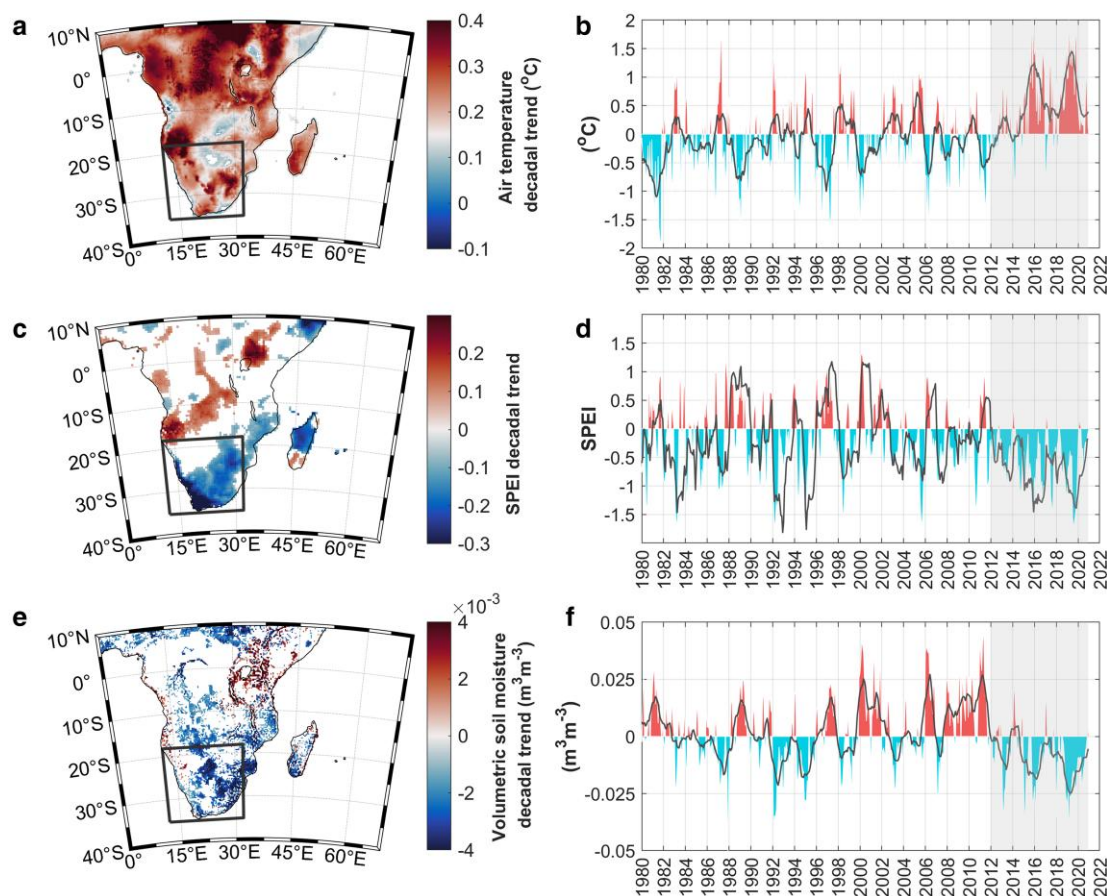 a
10°N
0°
10°S
20°S
30°S
40°S
0°
15°E
30°E
45°E
60°E
0.4
0.3
0.2
0.1
0
-0.1
Air temperature
decadal trend (°C)
b
2
1.5
1
0.5
0
-0.5
-1
-1.5
-2
(°C)
1980
1982
1984
1986
1988
1990
1992
1994
1996
1998
2000
2002
2004
2006
2008
2010
2012
2014
2016
2018
2020
2022
c
10°N
0°
10°S
20°S
30°S
40°S
0°
15°E
30°E
45°E
60°E
0.2
0.1
0
-0.1
-0.2
-0.3
SPEI decadal trend
d
1.5
1
0.5
0
-0.5
-1
-1.5
SPEI
1980
1982
1984
1986
1988
1990
1992
1994
1996
1998
2000
2002
2004
2006
2008
2010
2012
2014
2016
2018
2020
2022
e
10°N
0°
10°S
20°S
30°S
40°S
0°
15°E
30°E
45°E
60°E
×10⁻³
4
2
0
-2
-4
Volumetric soil moisture
decadal trend (m³m⁻³)
f
0.05
0.025
0
-0.025
-0.05
(m³m⁻³)
1980
1982
1984
1986
1988
1990
1992
1994
1996
1998
2000
2002
2004
2006
2008
2010
2012
2014
2016
2018
2020
2022